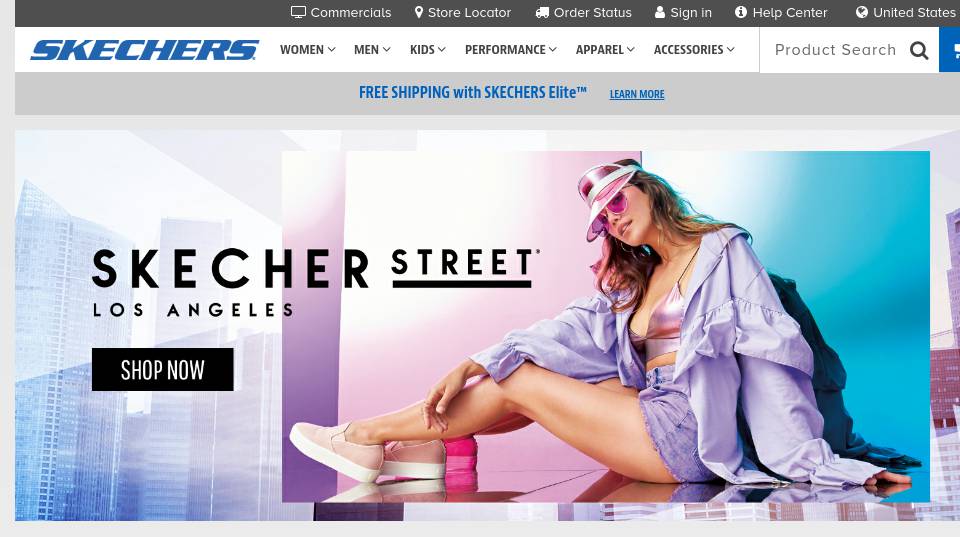 Commercials Store Locator Order Status Sign in Help Center United States
SKECHERS WOMEN MEN KIDS PERFORMANCE APPAREL ACCESSORIES Product Search
FREE SHIPPING with SKECHERS Elite™ LEARN MORE
SKECHER STREET®
LOS ANGELES
SHOP NOW